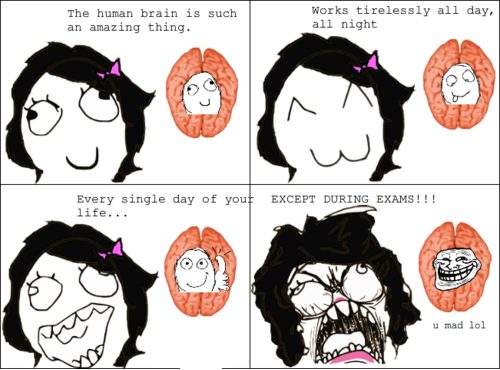 The human brain is such
an amazing thing.
Works tirelessly all day,
all night
Every single day of your
life...
EXCEPT DURING EXAMS!!!
u mad lol